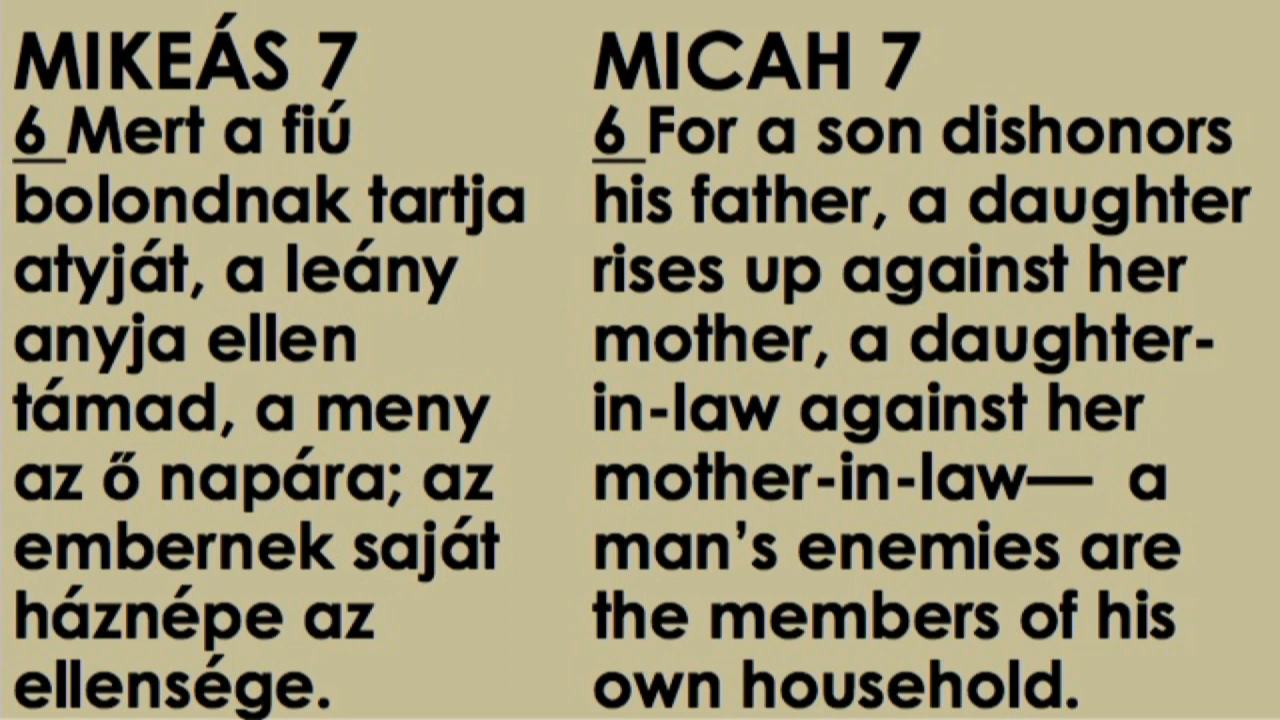 MIKEÁS 7
6 Mert a fiú
bolondnak tartja
atyját, a leány
anyja ellen
támad, a meny
az ő napára; az
embernek saját
háznépe az
ellensége.
MICAH 7
6 For a son dishonors
his father, a daughter
rises up against her
mother, a daughter-
in-law against her
mother-in-law— a
man’s enemies are
the members of his
own household.